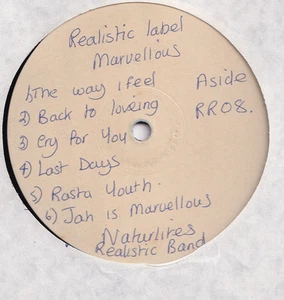 Realistic label
Marvellous
1) The way i feel
Aside
2) Back to loveing
RR08.
3) Cry For You
4) Last Days
5) Rasta Youth.
6) Jah is Marvellous
Naturlites
Realistic Band